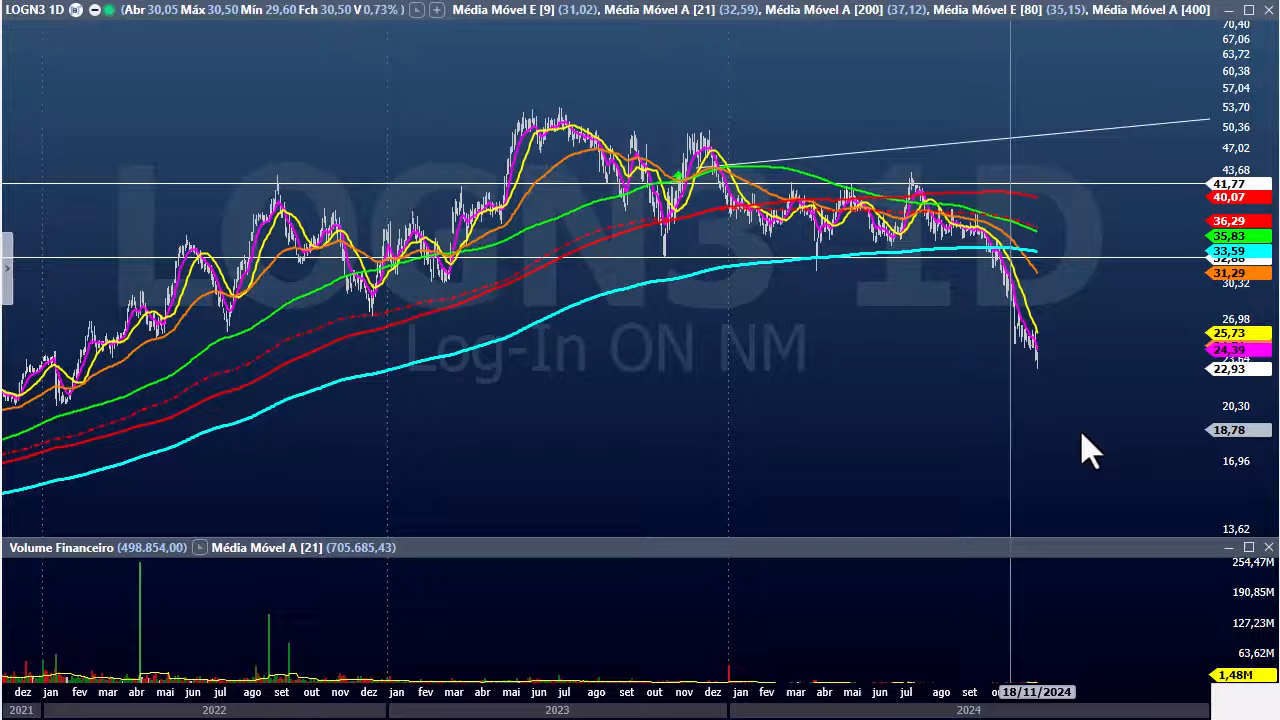 LOGN3 1D (Abr 30,05 Máx 30,50 Mín 29,60 Fch 30,50 V 0,73% ) Média Móvel E [9] (31,02), Média Móvel A [21] (32,59), Média Móvel A [200] (37,12), Média Móvel E [80] (35,15), Média Móvel A [400]
70,40
67,06
63,72
60,38
57,04
53,70
50,36
47,02
43,68
41,77
40,07
36,29
35,83
33,59
31,29
30,32
26,98
25,73
24,39
22,93
20,30
18,78
16,96
13,62
LOGN3 1D
Log-In ON NM
Volume Financeiro (498.854,00) Média Móvel A [21] (705.685,43)
254,47M
190,85M
127,23M
63,62M
1,48M
dez jan fev mar abr mai jun jul ago set out nov dez jan fev mar abr mai jun jul ago set out nov dez jan fev mar abr mai jun jul ago set 18/11/2024
2021 2022 2023 2024